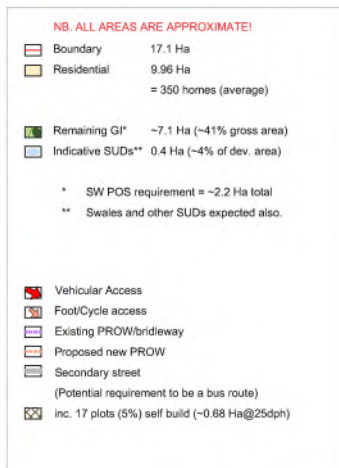 NB. ALL AREAS ARE APPROXIMATE!
Boundary 17.1 Ha
Residential 9.96 Ha
= 350 homes (average)
Remaining GI* ~7.1 Ha (~41% gross area)
Indicative SUDs** 0.4 Ha (~4% of dev. area)
* SW POS requirement = ~2.2 Ha total
** Swales and other SUDs expected also.
Vehicular Access
Foot/Cycle access
Existing PROW/bridleway
Proposed new PROW
Secondary street
(Potential requirement to be a bus route)
inc. 17 plots (5%) self build (~0.68 Ha@25dph)